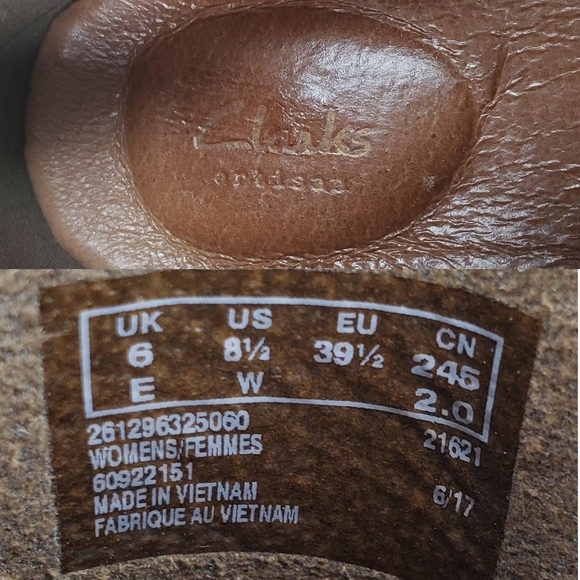 Clarks
artisan
UK US EU CN
6 8½ 39½ 245
E W 2.0
261296325060 21621
WOMENS/FEMMES
60922151
MADE IN VIETNAM 6/17
FABRIQUE AU VIETNAM